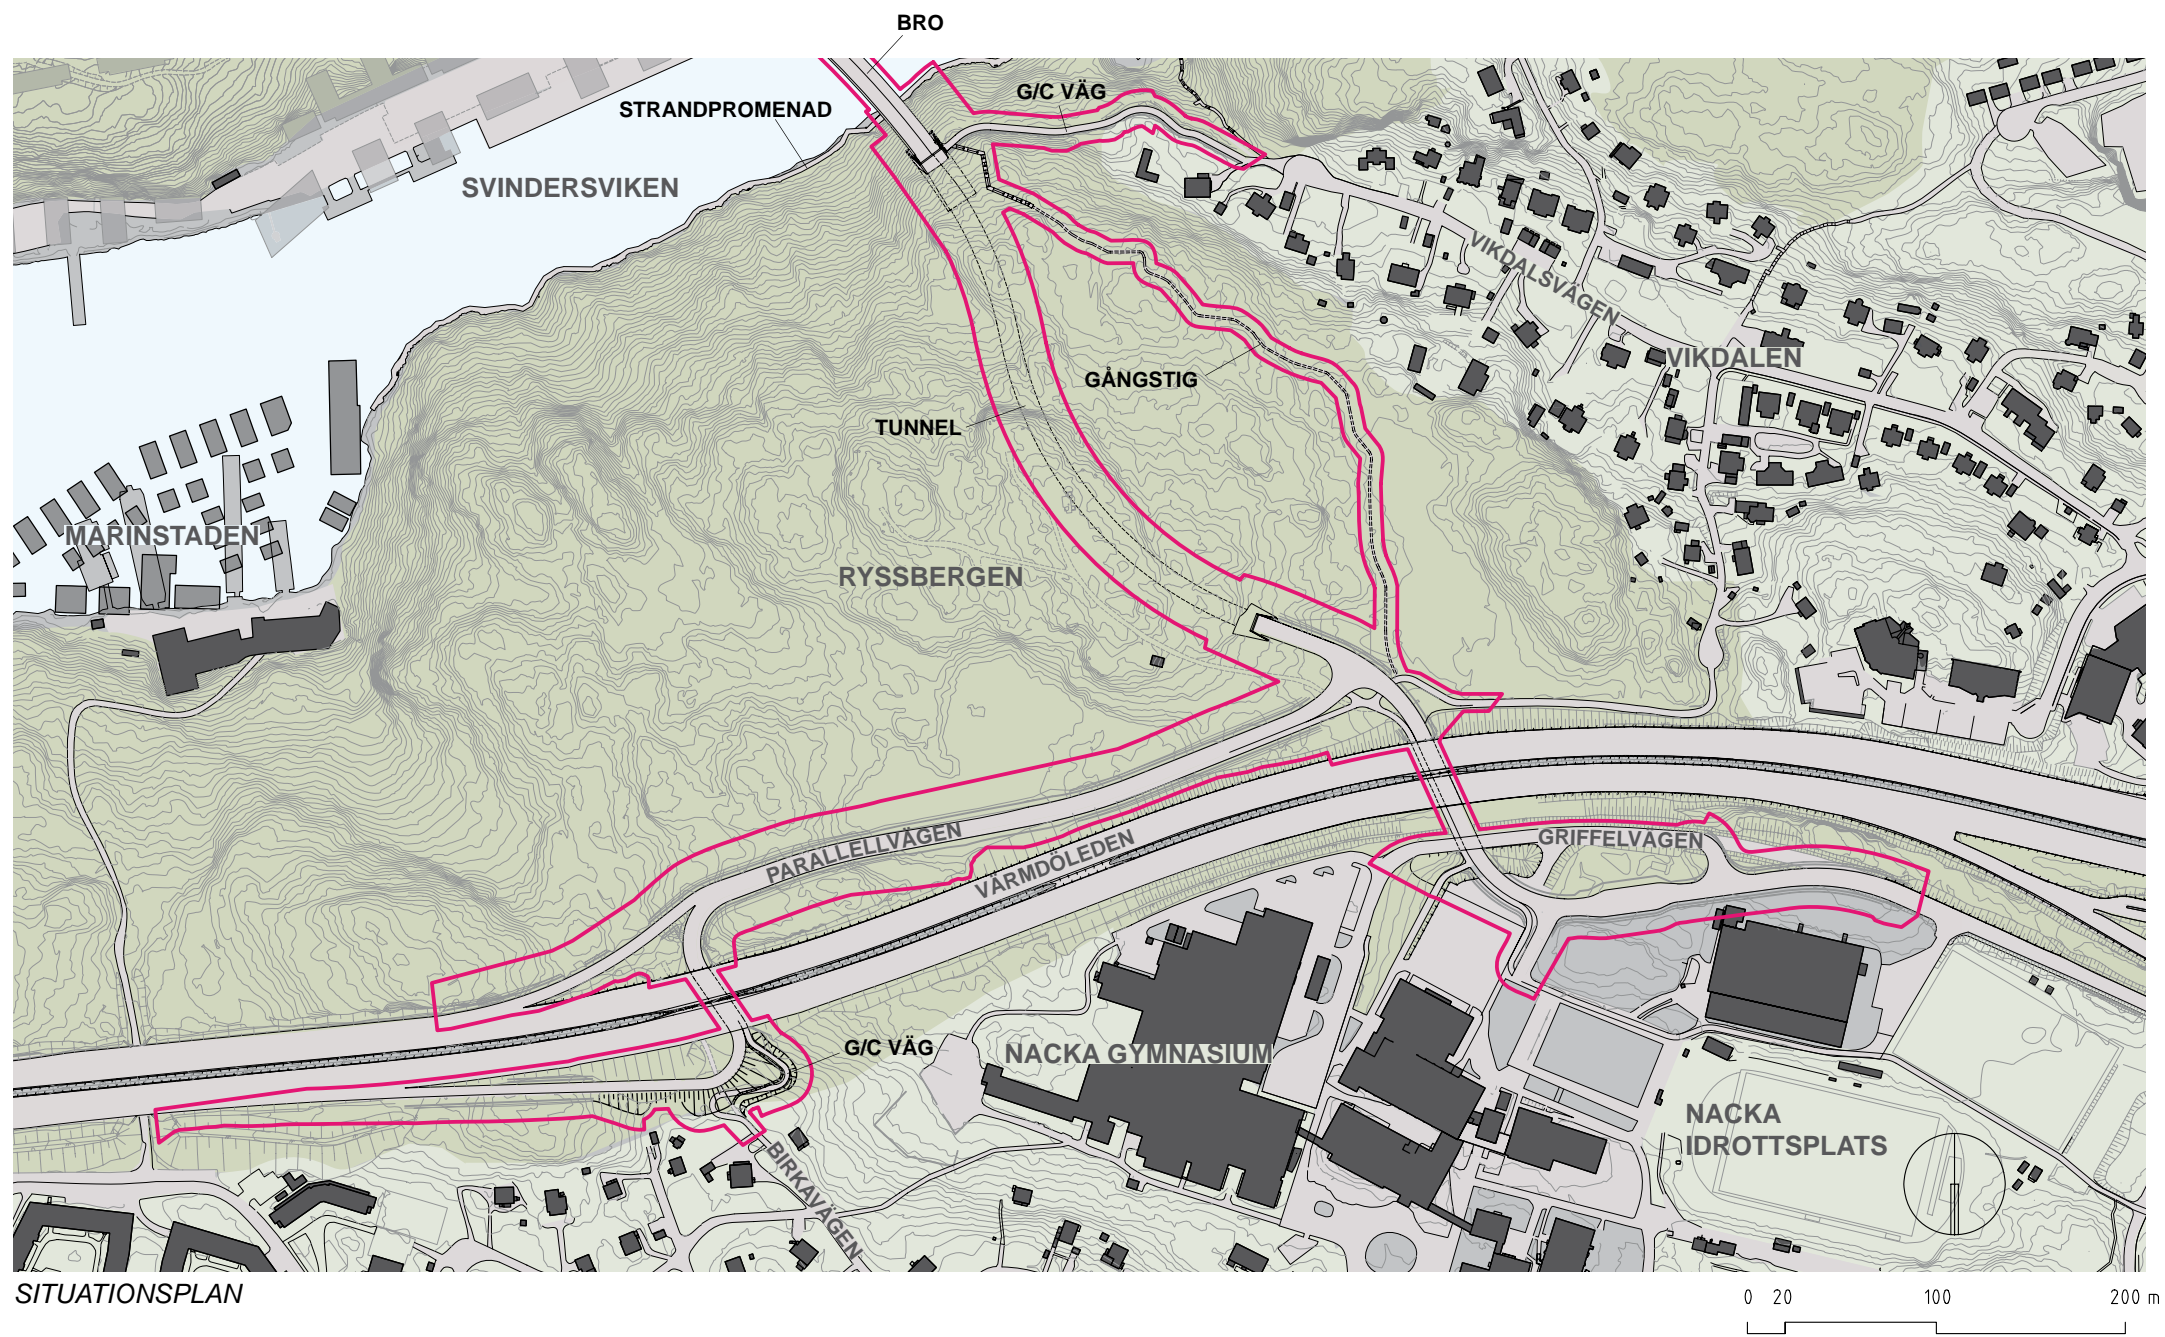 BRO
G/C VÄG
STRANDPROMENAD
SVINDERSVIKEN
VIKDALSVÄGEN
VIKDALEN
GÅNGSTIG
TUNNEL
MARINSTADEN
RYSSBERGEN
PARALLELLVÄGEN
VÄRMDÖLEDEN
GRIFFELVÄGEN
G/C VÄG
NACKA GYMNASIUM
NACKA
IDROTTSPLATS
BIRKAVÄGEN
SITUATIONSPLAN
0 20 100 200 m